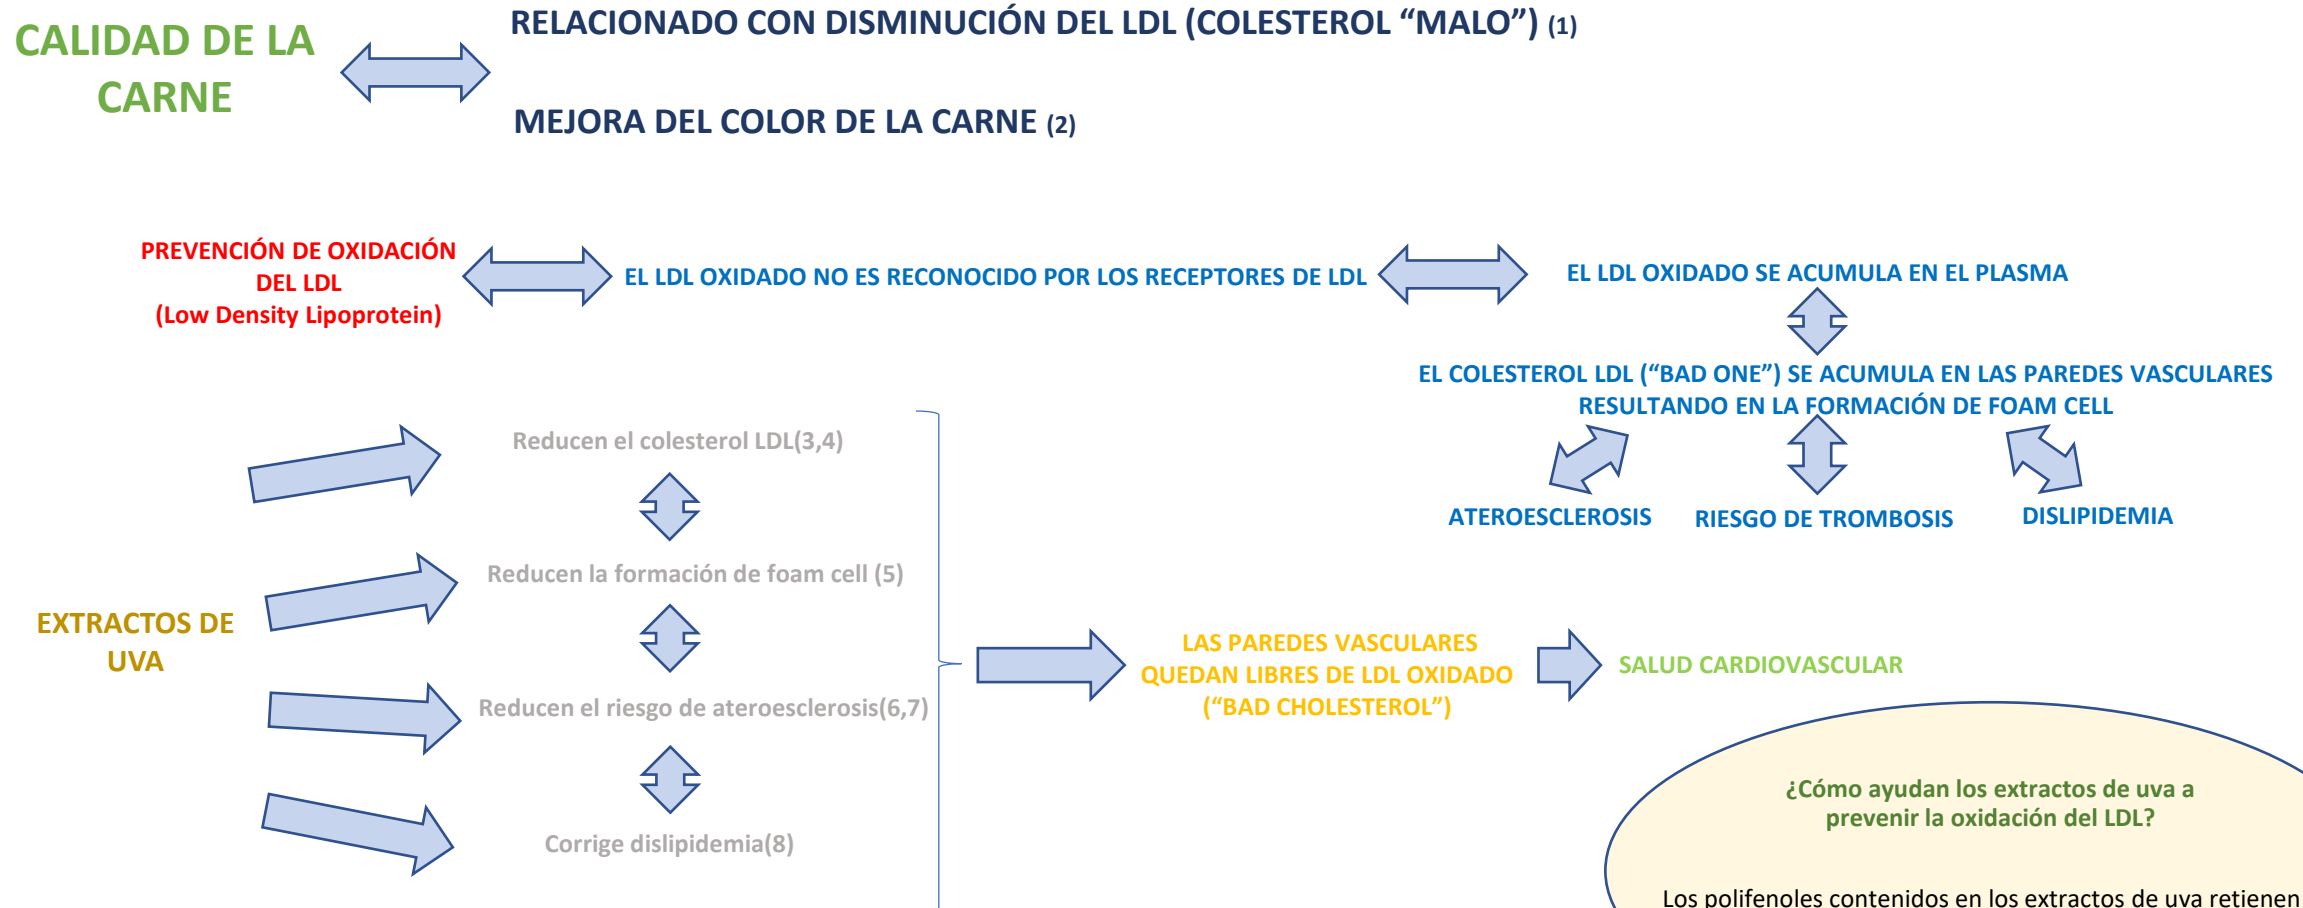 CALIDAD DE LA
CARNE
RELACIONADO CON DISMINUCIÓN DEL LDL (COLESTEROL “MALO”) (1)
MEJORA DEL COLOR DE LA CARNE (2)
PREVENCIÓN DE OXIDACIÓN
DEL LDL
(Low Density Lipoprotein)
EL LDL OXIDADO NO ES RECONOCIDO POR LOS RECEPTORES DE LDL
EL LDL OXIDADO SE ACUMULA EN EL PLASMA
EL COLESTEROL LDL (“BAD ONE”) SE ACUMULA EN LAS PAREDES VASCULARES
RESULTANDO EN LA FORMACIÓN DE FOAM CELL
ATEROESCLEROSIS
RIESGO DE TROMBOSIS
DISLIPIDEMIA
EXTRACTOS DE
UVA
Reducen el colesterol LDL(3,4)
Reducen la formación de foam cell (5)
Reducen el riesgo de ateroesclerosis(6,7)
Corrige dislipidemia(8)
LAS PAREDES VASCULARES
QUEDAN LIBRES DE LDL OXIDADO
(“BAD CHOLESTEROL”)
SALUD CARDIOVASCULAR
¿Cómo ayudan los extractos de uva a
prevenir la oxidación del LDL?
Los polifenoles contenidos en los extractos de uva retienen